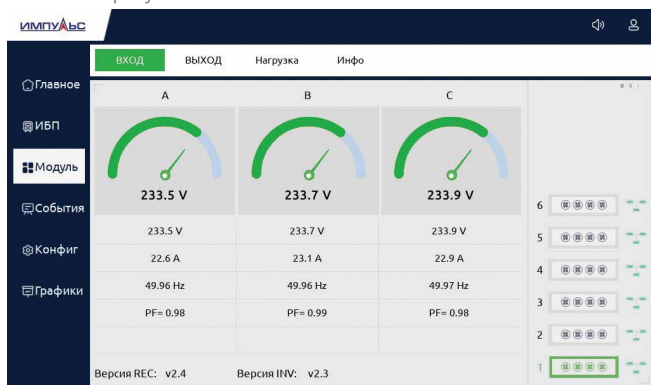 ИМПУЛЬС
ВХОД ВЫХОД Нагрузка Инфо
Главное
ИБП
Модуль
События
Конфиг
Графики
A B C
233.5 V 233.7 V 233.9 V
233.5 V 233.7 V 233.9 V
22.6 A 23.1 A 22.9 A
49.96 Hz 49.96 Hz 49.97 Hz
PF= 0.98 PF= 0.99 PF= 0.98
Версия REC: v2.4 Версия INV: v2.3
6
5
4
3
2
1